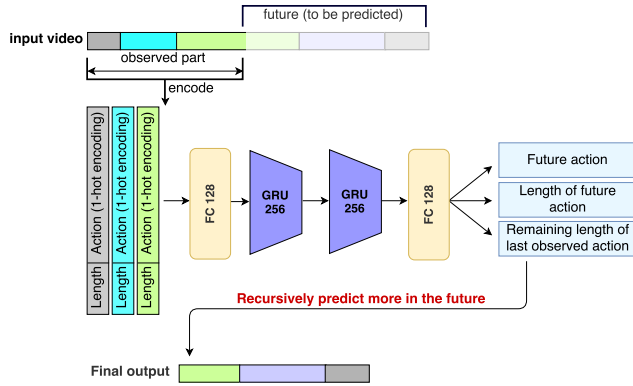 future (to be predicted)
input video
observed part
encode
Length Action (1-hot encoding)
Length Action (1-hot encoding)
Length Action (1-hot encoding)
FC 128
GRU
256
GRU
256
FC 128
Future action
Length of future
action
Remaining length of
last observed action
Recursively predict more in the future
Final output